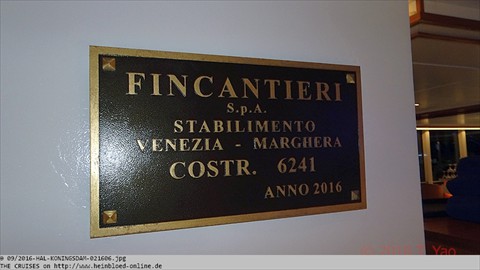 FINCANTIERI
S.p.A.
STABILIMENTO
VENEZIA - MARGHERA
COSTR. 6241
ANNO 2016
Yao
@ 09/2016-HAL-KONINGSDAM-021606.jpg
THE CRUISES on http://www.heinbloed-online.de